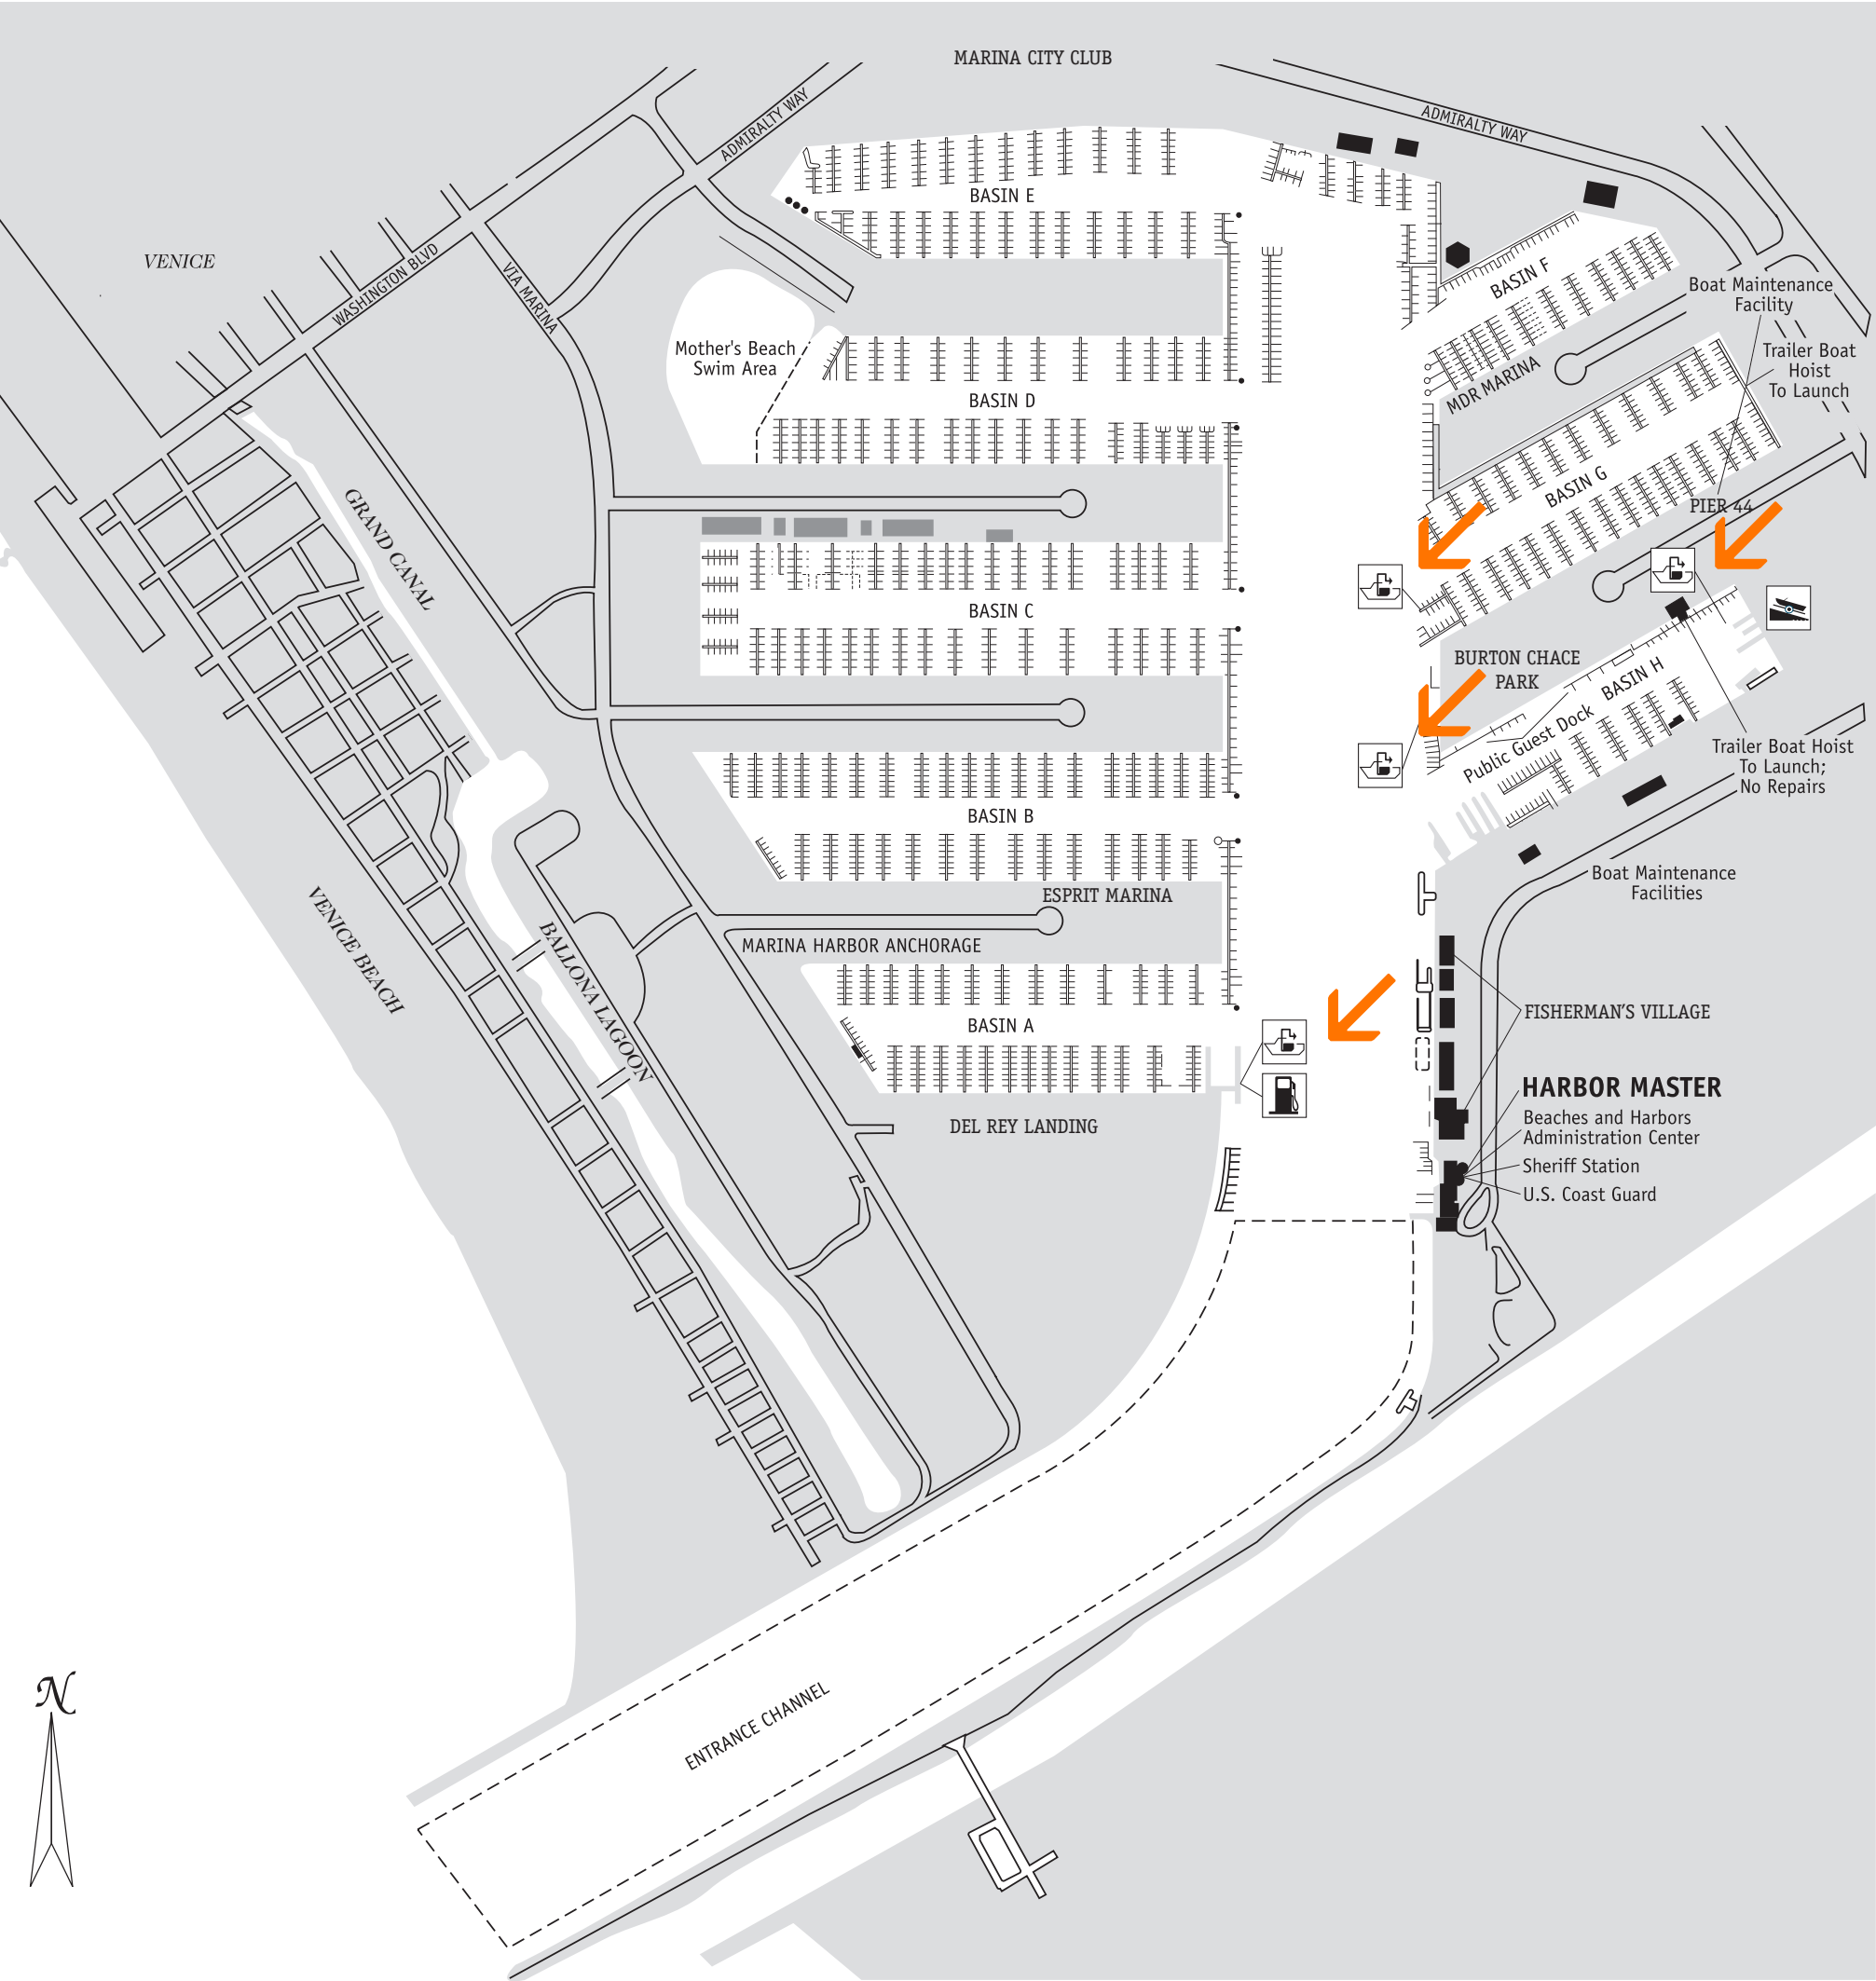 MARINA CITY CLUB
ADMIRALTY WAY
ADMIRALTY WAY
BASIN E
VENICE
WASHINGTON BLVD
VIA MARINA
BASIN F
Boat Maintenance
Facility
Mother's Beach
Swim Area
Trailer Boat
Hoist
To Launch
MDR MARINA
BASIN D
BASIN G
PIER 44
GRAND CANAL
BASIN C
BURTON CHACE
PARK
BASIN H
Public Guest Dock
Trailer Boat Hoist
To Launch;
No Repairs
BASIN B
Boat Maintenance
Facilities
ESPRIT MARINA
VENICE BEACH
MARINA HARBOR ANCHORAGE
BALLONA LAGOON
FISHERMAN'S VILLAGE
BASIN A
HARBOR MASTER
Beaches and Harbors
Administration Center
DEL REY LANDING
Sheriff Station
U.S. Coast Guard
ENTRANCE CHANNEL
N